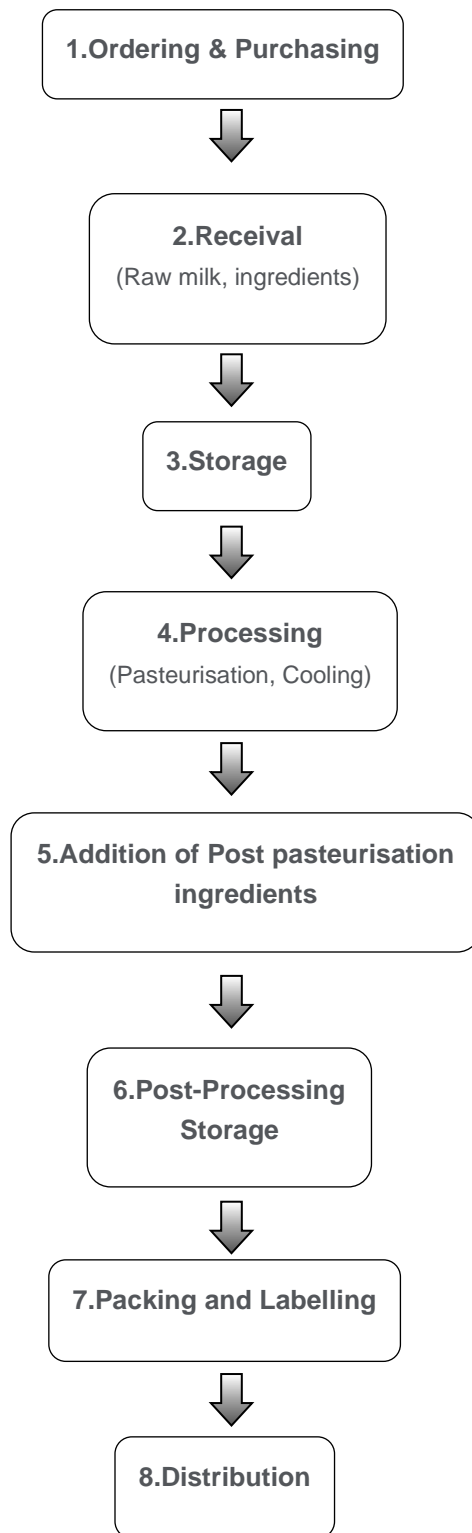 1.Ordering & Purchasing
2.Receival
(Raw milk, ingredients)
3.Storage
4.Processing
(Pasteurisation, Cooling)
5.Addition of Post pasteurisation
ingredients
6.Post-Processing
Storage
7.Packing and Labelling
8.Distribution